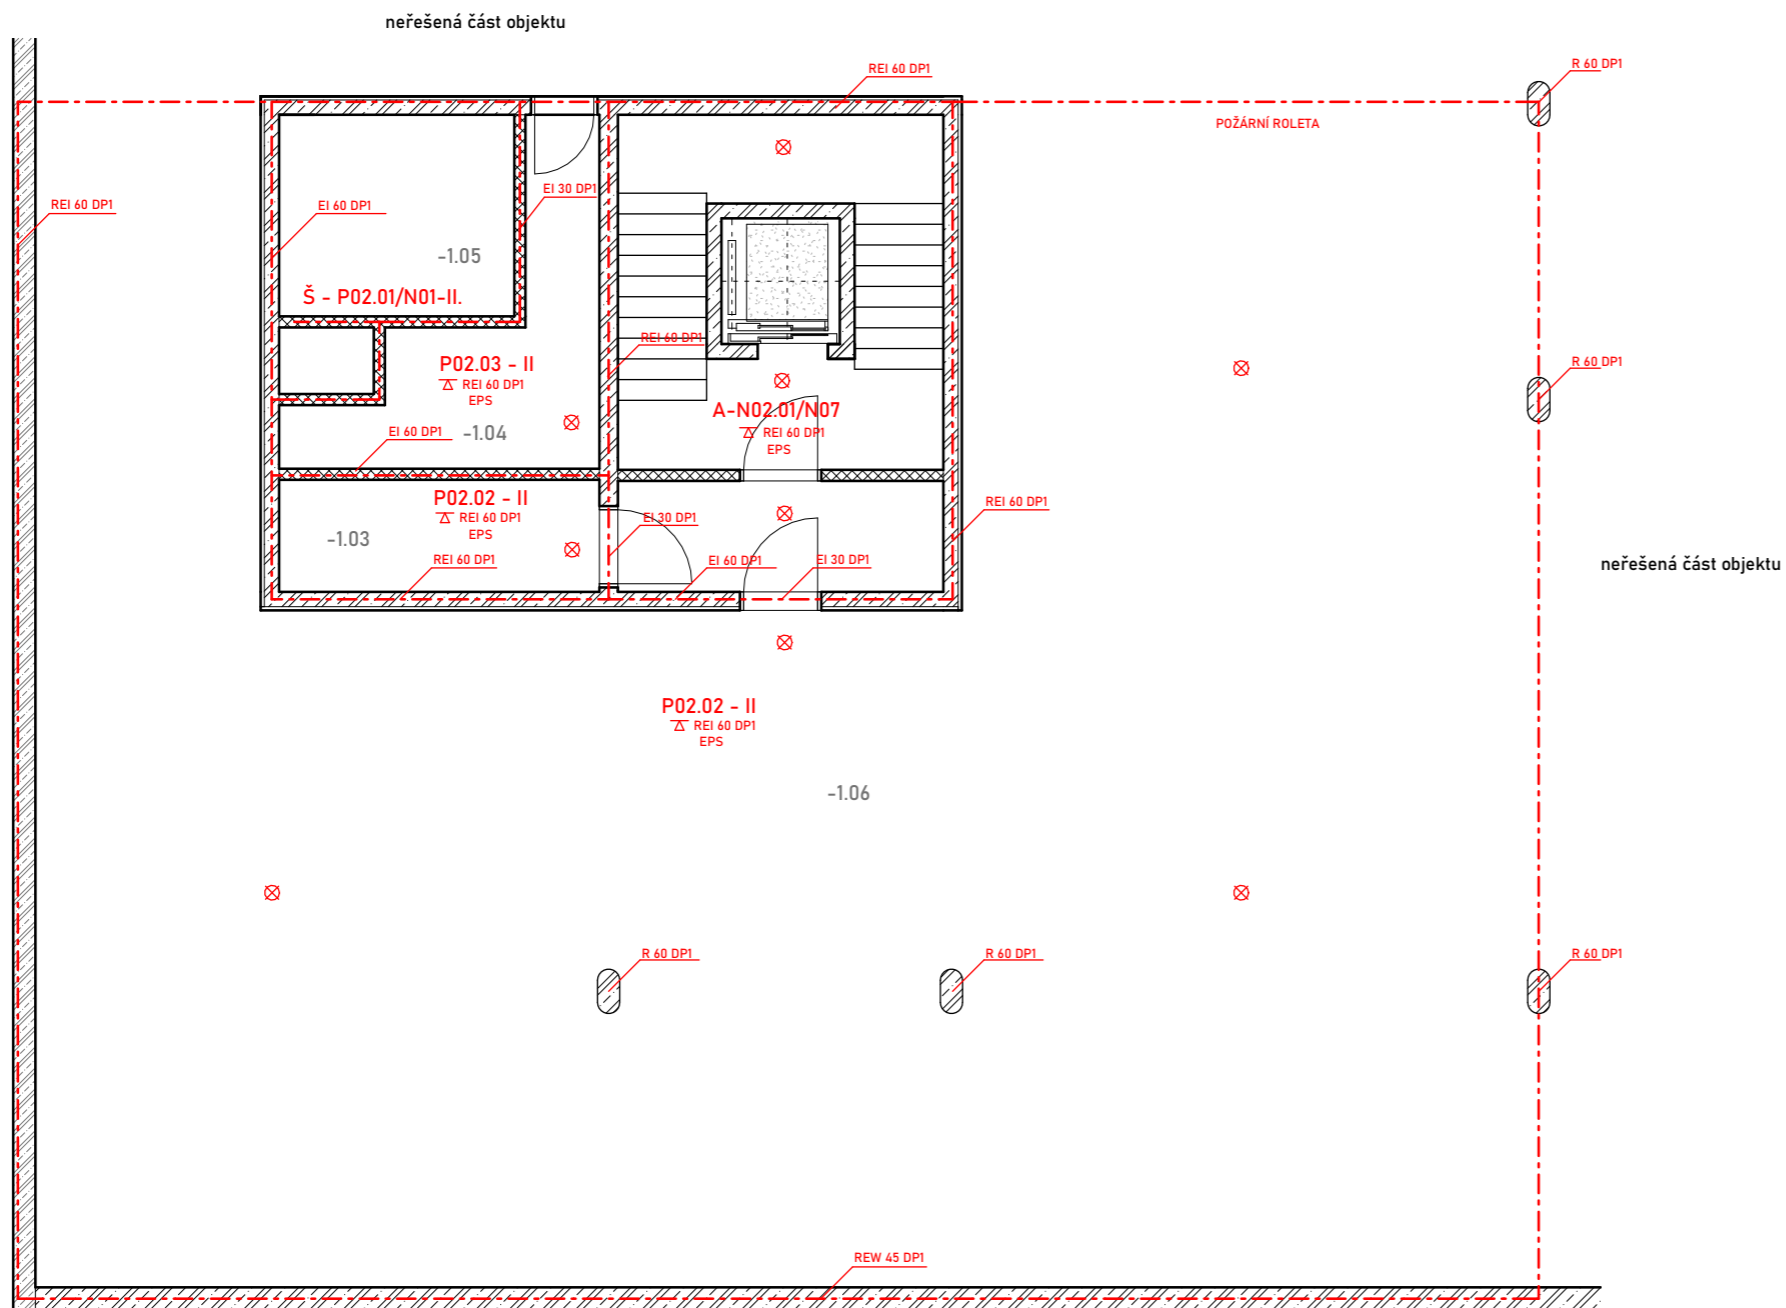 neřešená část objektu
REI 60 DP1
R 60 DP1
POŽÁRNÍ ROLETA
REI 60 DP1
EI 60 DP1
EI 30 DP1
-1.05
Š - P02.01/N01-II.
REI 60 DP1
P02.03 - II
REI 60 DP1
EPS
R 60 DP1
A-N02.01/N07
REI 60 DP1
EPS
EI 60 DP1
-1.04
P02.02 - II
REI 60 DP1
EPS
-1.03
EI 30 DP1
REI 60 DP1
REI 60 DP1
EI 60 DP1
EI 30 DP1
neřešená část objektu
P02.02 - II
REI 60 DP1
EPS
-1.06
R 60 DP1
R 60 DP1
R 60 DP1
REW 45 DP1